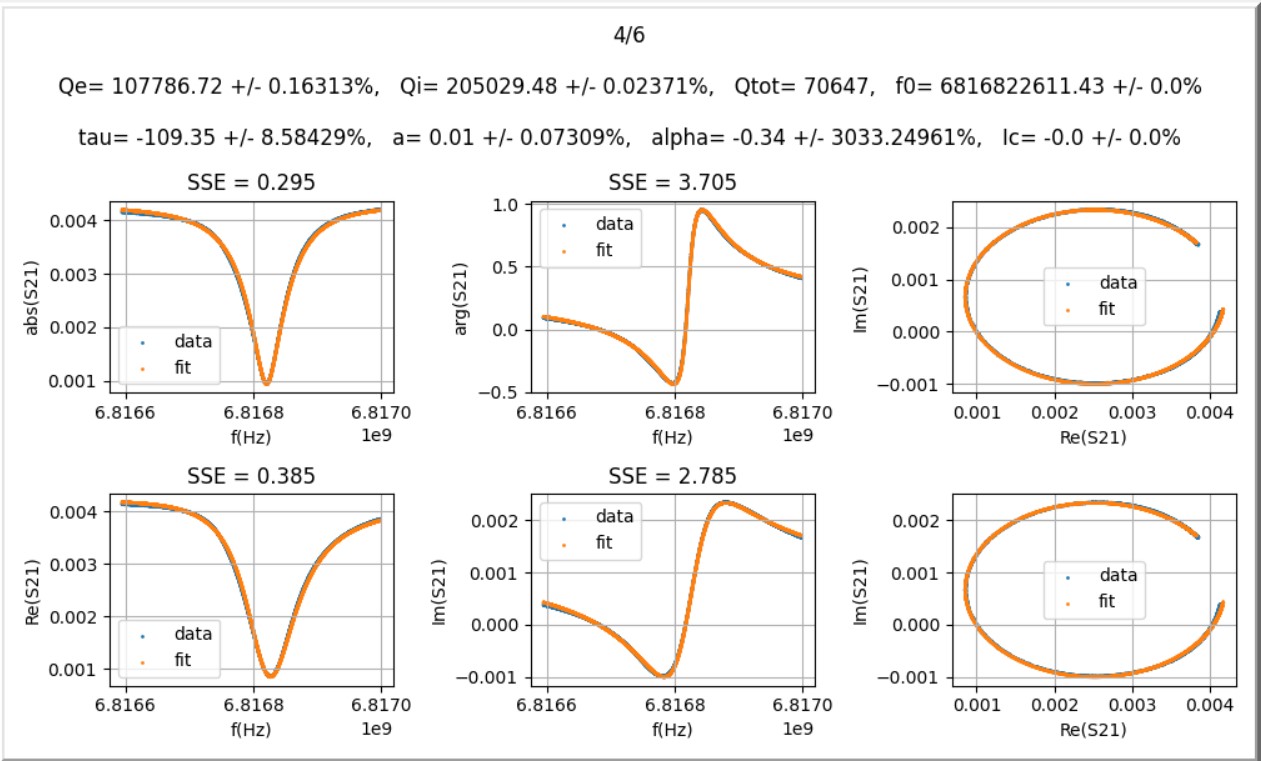 4/6
Qe= 107786.72 +/- 0.16313%, Qi= 205029.48 +/- 0.02371%, Qtot= 70647, f0= 6816822611.43 +/- 0.0%
tau= -109.35 +/- 8.58429%, a= 0.01 +/- 0.07309%, alpha= -0.34 +/- 3033.24961%, Ic= -0.0 +/- 0.0%
SSE = 0.295
abs(S21)
0.004
0.003
0.002
0.001
data
fit
6.8166 6.8168 6.8170
f(Hz)
1e9
SSE = 3.705
arg(S21)
1.0
0.5
0.0
−0.5
data
fit
6.8166 6.8168 6.8170
f(Hz)
1e9
Im(S21)
0.002
0.001
0.000
−0.001
data
fit
0.001 0.002 0.003 0.004
Re(S21)
SSE = 0.385
Re(S21)
0.004
0.003
0.002
0.001
data
fit
6.8166 6.8168 6.8170
f(Hz)
1e9
SSE = 2.785
Im(S21)
0.002
0.001
0.000
−0.001
data
fit
6.8166 6.8168 6.8170
f(Hz)
1e9
Im(S21)
0.002
0.001
0.000
−0.001
data
fit
0.001 0.002 0.003 0.004
Re(S21)